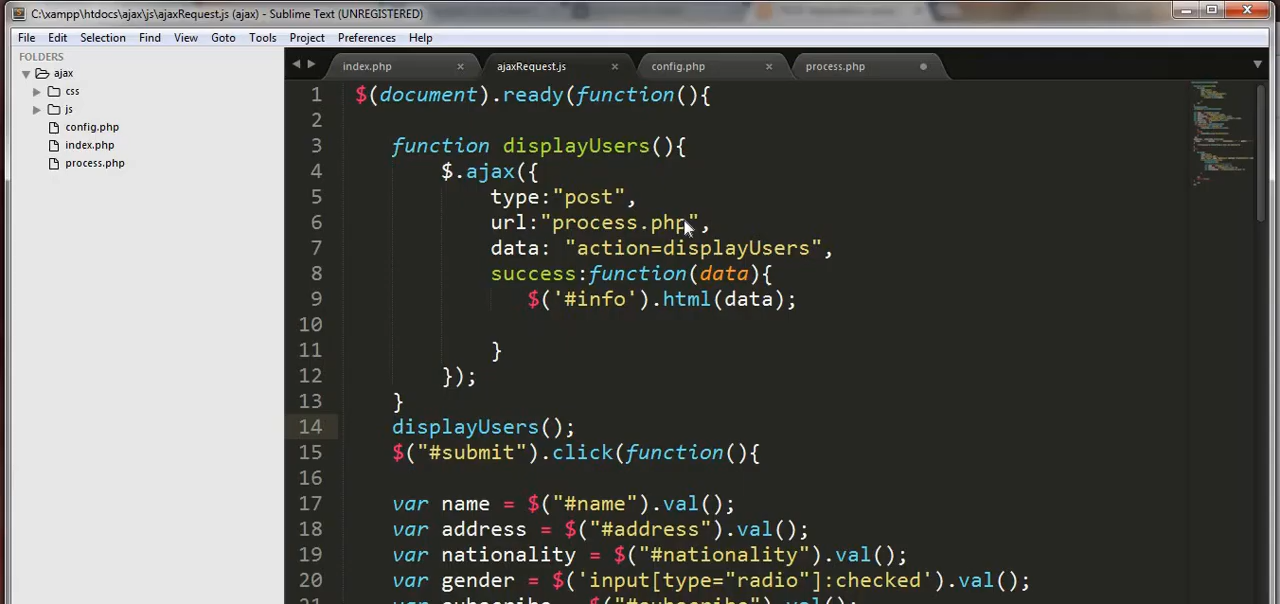 C:\xampp\htdocs\ajax\js\ajaxRequest.js (ajax) - Sublime Text (UNREGISTERED)
File Edit Selection Find View Goto Tools Project Preferences Help
FOLDERS
ajax
css
js
config.php
index.php
process.php
index.php × ajaxRequest.js × config.php × process.php
1 $(document).ready(function(){
2
3 function displayUsers(){
4 $.ajax({
5 type:"post",
6 url:"process.php",
7 data: "action=displayUsers",
8 success:function(data){
9 $('#info').html(data);
10
11 }
12 });
13 }
14 displayUsers();
15 $("#submit").click(function(){
16
17 var name = $("#name").val();
18 var address = $("#address").val();
19 var nationality = $("#nationality").val();
20 var gender = $('input[type="radio"]:checked').val();
21 var subscribe = $("#subscribe").val();